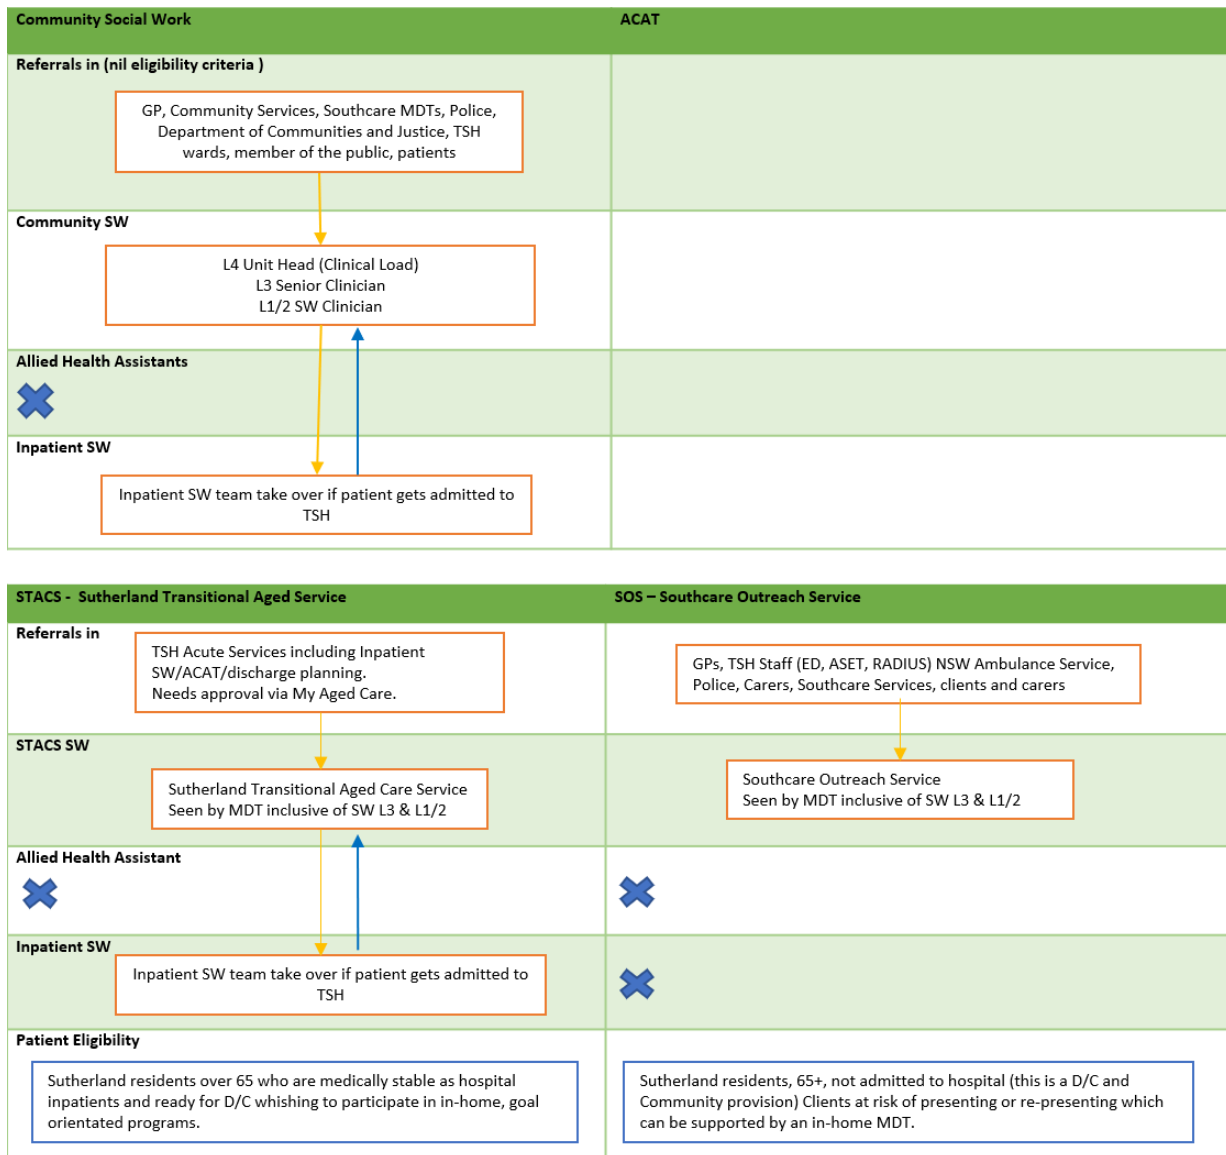 Community Social Work
ACAT
Referrals in (nil eligibility criteria )
GP, Community Services, Southcare MDTs, Police,
Department of Communities and Justice, TSH
wards, member of the public, patients
Community SW
L4 Unit Head (Clinical Load)
L3 Senior Clinician
L1/2 SW Clinician
Allied Health Assistants
Inpatient SW
Inpatient SW team take over if patient gets admitted to
TSH
STACS - Sutherland Transitional Aged Service
SOS – Southcare Outreach Service
Referrals in
TSH Acute Services including Inpatient
SW/ACAT/discharge planning.
Needs approval via My Aged Care.
GPs, TSH Staff (ED, ASET, RADIUS) NSW Ambulance Service,
Police, Carers, Southcare Services, clients and carers
STACS SW
Sutherland Transitional Aged Care Service
Seen by MDT inclusive of SW L3 & L1/2
Southcare Outreach Service
Seen by MDT inclusive of SW L3 & L1/2
Allied Health Assistant
Inpatient SW
Inpatient SW team take over if patient gets admitted to
TSH
Patient Eligibility
Sutherland residents over 65 who are medically stable as hospital
inpatients and ready for D/C whishing to participate in in-home, goal
orientated programs.
Sutherland residents, 65+, not admitted to hospital (this is a D/C and
Community provision) Clients at risk of presenting or re-presenting which
can be supported by an in-home MDT.